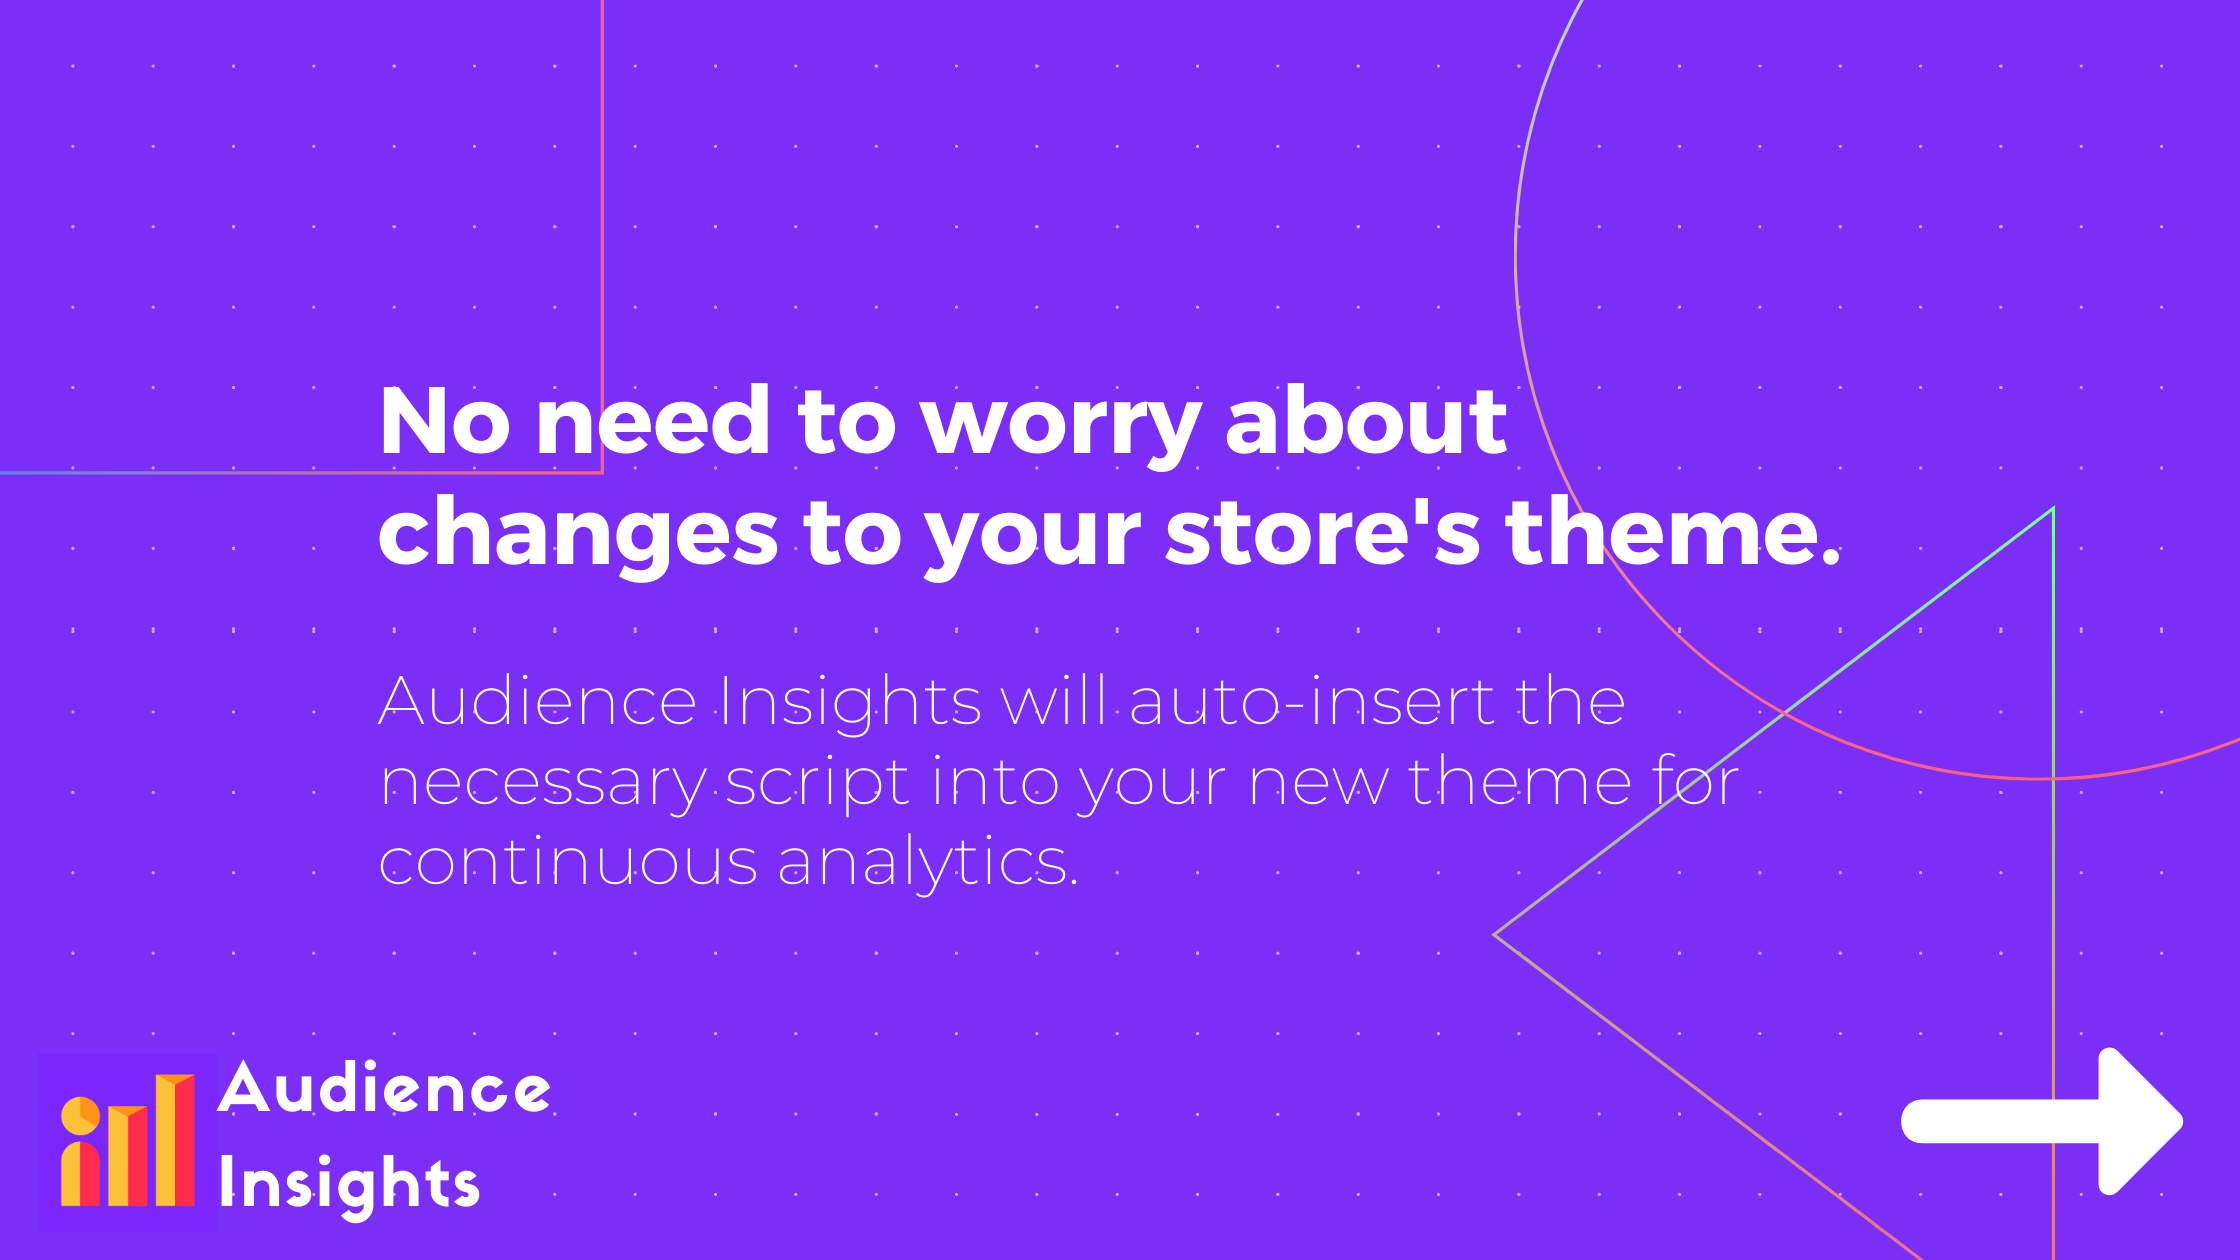 No need to worry about
changes to your store's theme.
Audience Insights will auto-insert the
necessary script into your new theme for
continuous analytics.
Audience
Insights